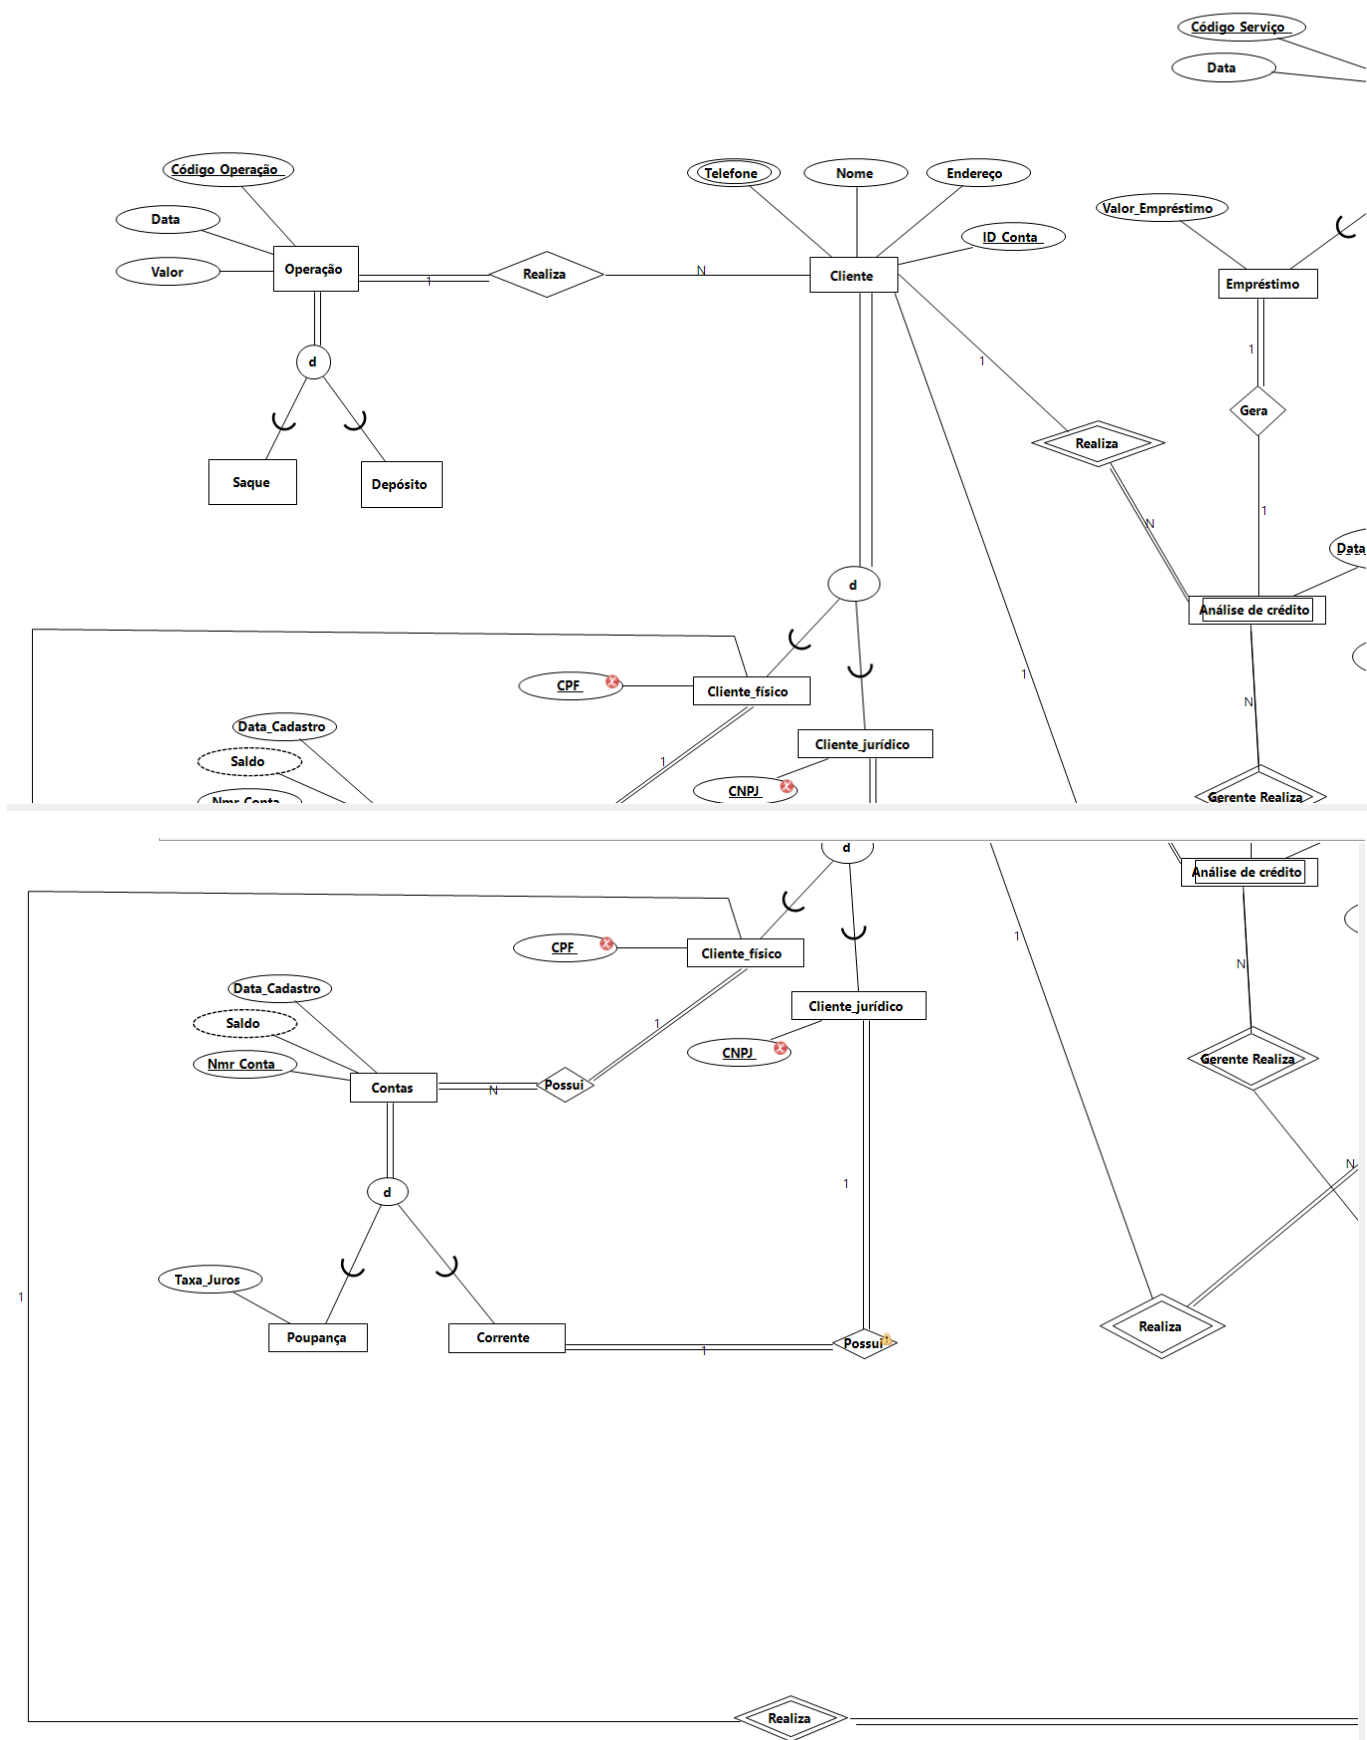 Código Serviço
Data
Código Operação
Data
Valor
Operação
1
Realiza
N
Telefone
Nome
Endereço
ID Conta
Cliente
Valor_Empréstimo
Empréstimo
1
Gera
1
d
Saque
Depósito
1
Realiza
N
Data
Análise de crédito
d
CPF
Cliente_físico
1
N
Data_Cadastro
Saldo
Nmr Conta
1
Cliente_jurídico
CNPJ
Gerente Realiza
d
Análise de crédito
CPF
Cliente_físico
1
N
Data_Cadastro
Saldo
Nmr Conta
1
Cliente_jurídico
CNPJ
Gerente Realiza
Contas
N
Possui
d
1
N
Taxa_Juros
1
Poupança
Corrente
1
Possui
Realiza
Realiza